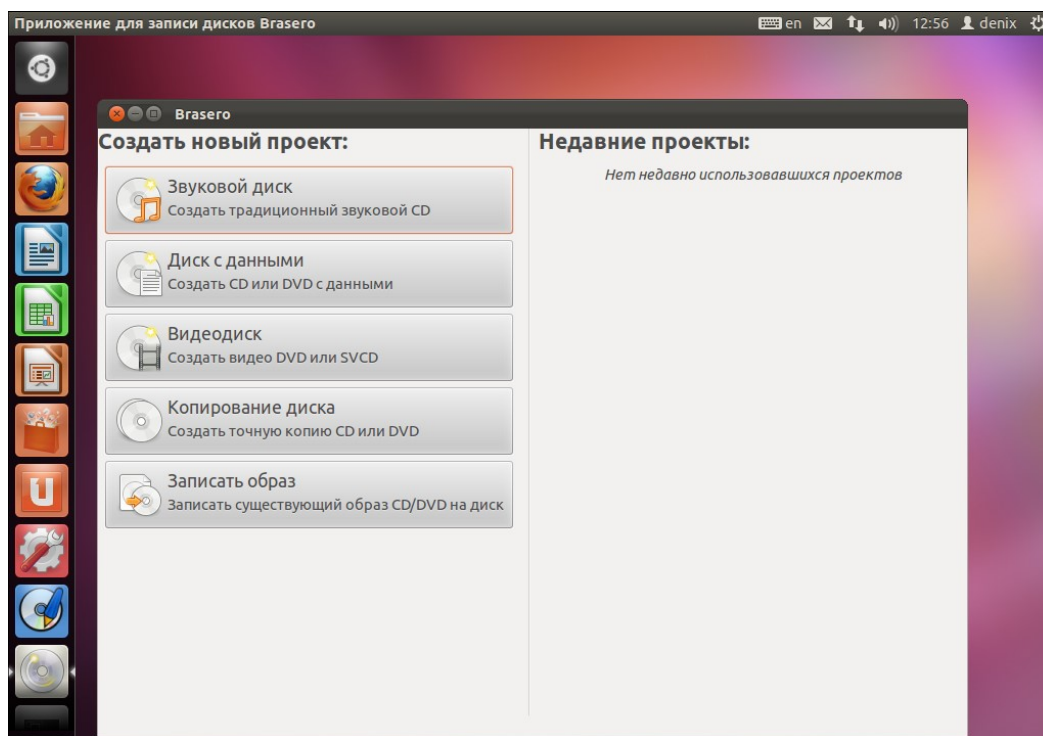 Приложение для записи дисков Brasero
en 12:56 denix
Brasero
Создать новый проект:
Звуковой диск
Создать традиционный звуковой CD
Диск с данными
Создать CD или DVD с данными
Видеодиск
Создать видео DVD или SVCD
Копирование диска
Создать точную копию CD или DVD
Записать образ
Записать существующий образ CD/DVD на диск
Недавние проекты:
Нет недавно использовавшихся проектов